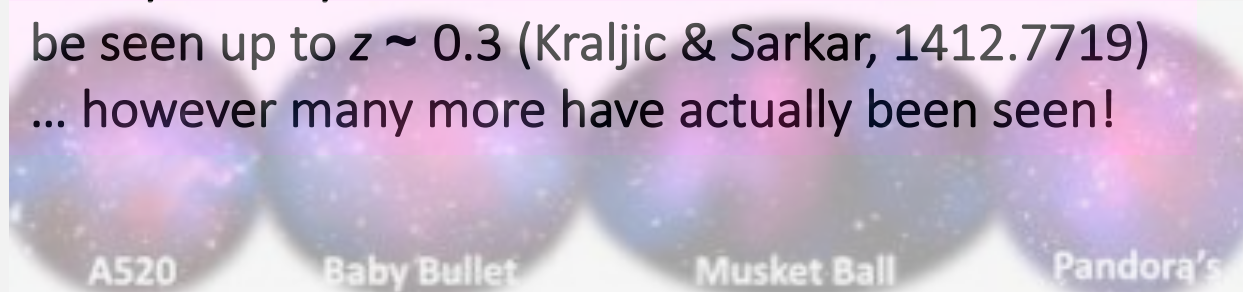 be seen up to z ~ 0.3 (Kraljic & Sarkar, 1412.7719)
... however many more have actually been seen!
A520 Baby Bullet Musket Ball Pandora's